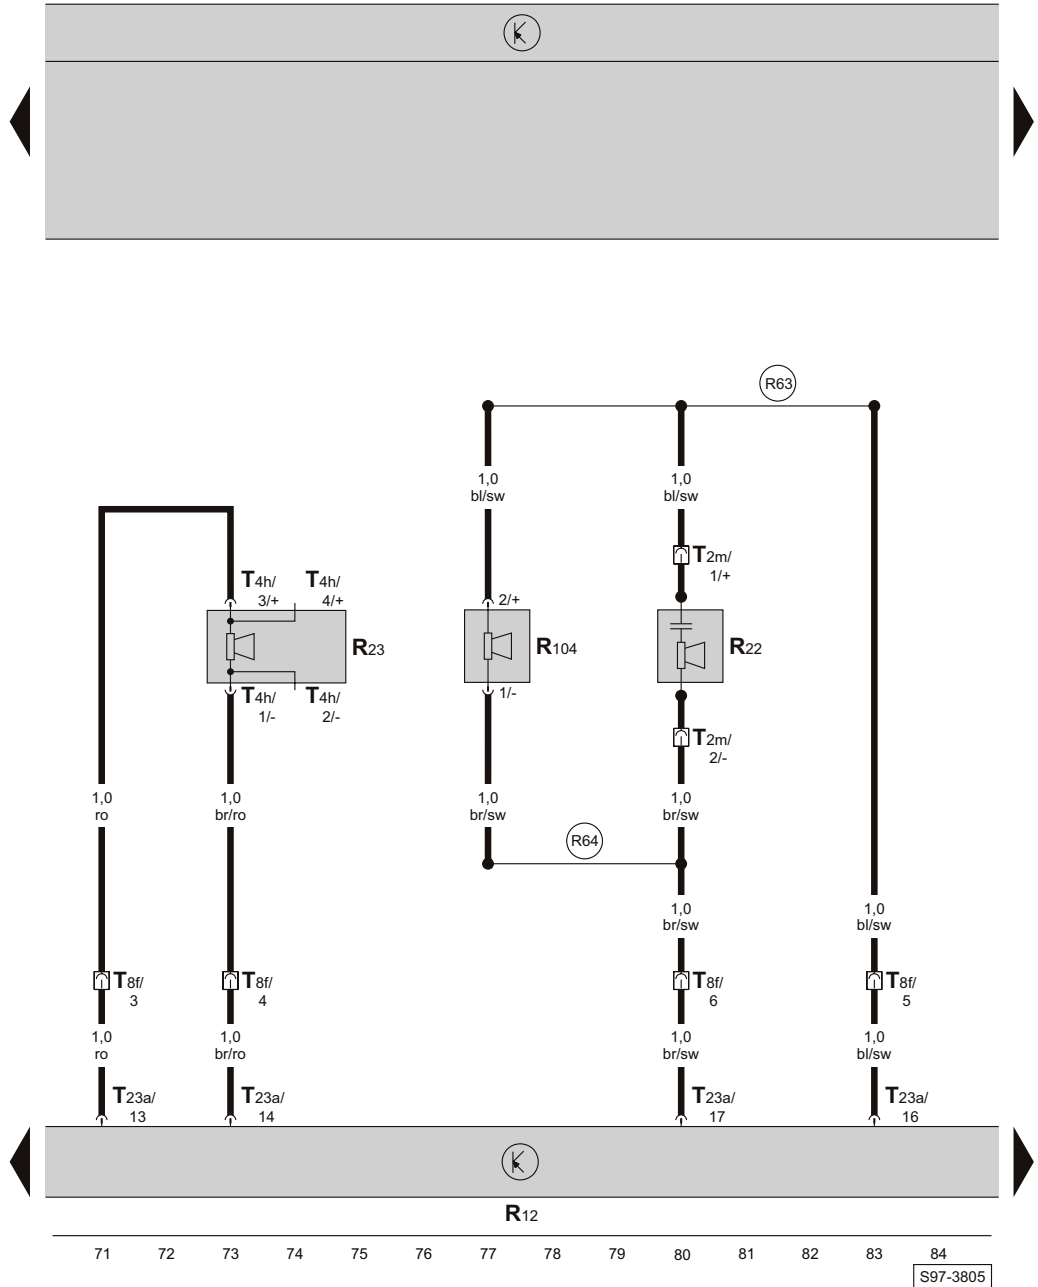 R63
1,0
bl/sw
1,0
bl/sw
T2m/
1/+
T4h/
3/+
T4h/
4/+
2/+
R23
R104
R22
T4h/
1/-
T4h/
2/-
1/-
T2m/
2/-
1,0
ro
1,0
br/ro
1,0
br/sw
1,0
br/sw
R64
1,0
br/sw
1,0
bl/sw
T8f/
3
T8f/
4
T8f/
6
T8f/
5
1,0
ro
1,0
br/ro
1,0
br/sw
1,0
bl/sw
T23a/
13
T23a/
14
T23a/
17
T23a/
16
R12
71 72 73 74 75 76 77 78 79 80 81 82 83 84
S97-3805